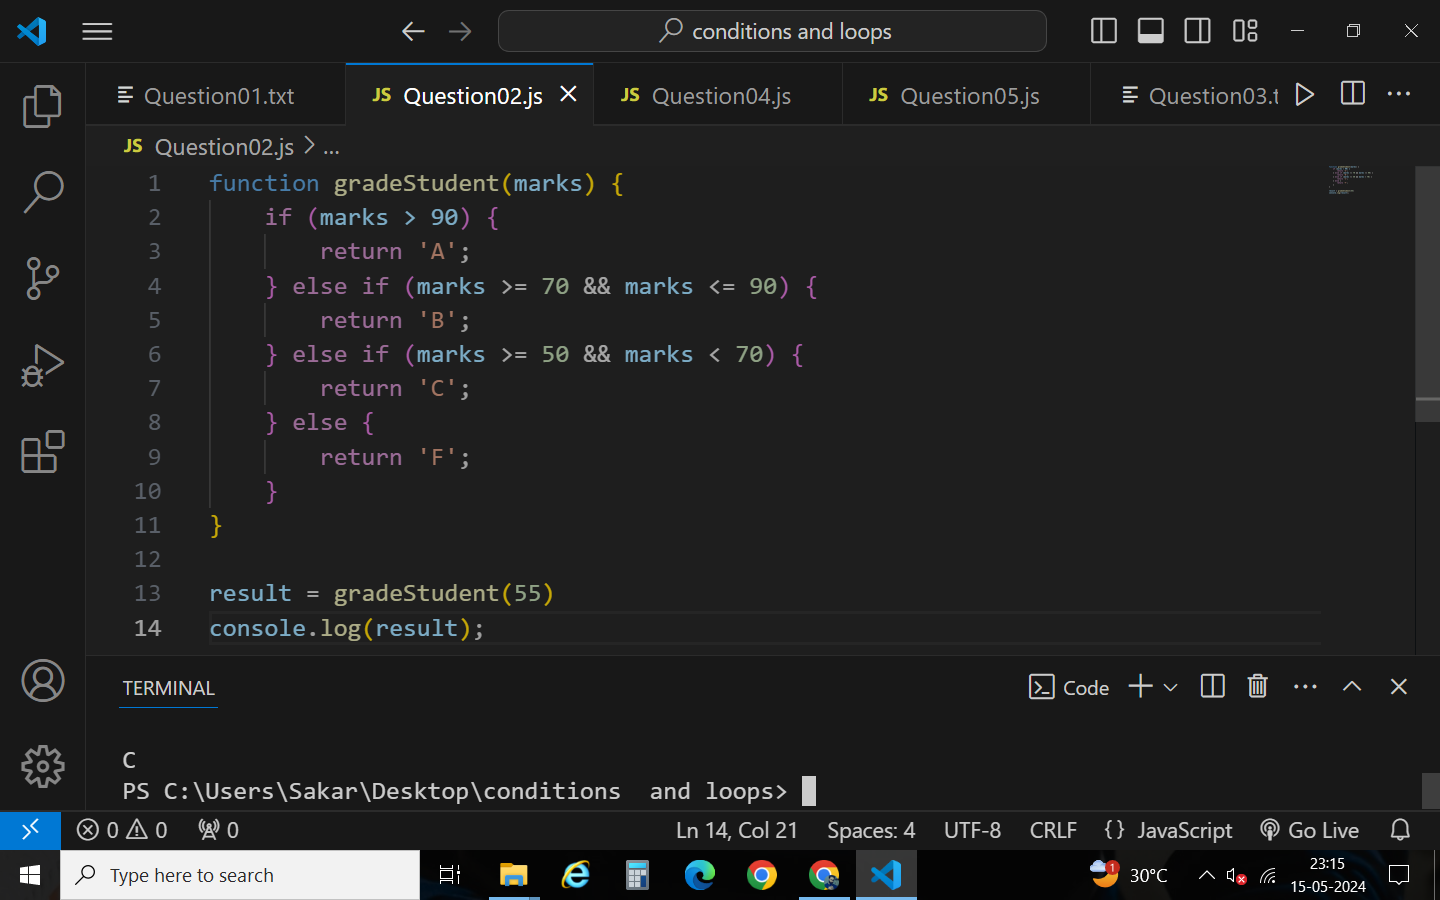 conditions and loops
Question01.txt
JS Question02.js
JS Question04.js
JS Question05.js
Question03.t
JS Question02.js > ...
1 function gradeStudent(marks) {
2 if (marks > 90) {
3 return 'A';
4 } else if (marks >= 70 && marks <= 90) {
5 return 'B';
6 } else if (marks >= 50 && marks < 70) {
7 return 'C';
8 } else {
9 return 'F';
10 }
11 }
12
13 result = gradeStudent(55)
14 console.log(result);
TERMINAL
Code
C
PS C:\Users\Sakar\Desktop\conditions  and loops>
0 0 0
Ln 14, Col 21 Spaces: 4 UTF-8 CRLF {} JavaScript Go Live
Type here to search
1 30°C
23:15
15-05-2024